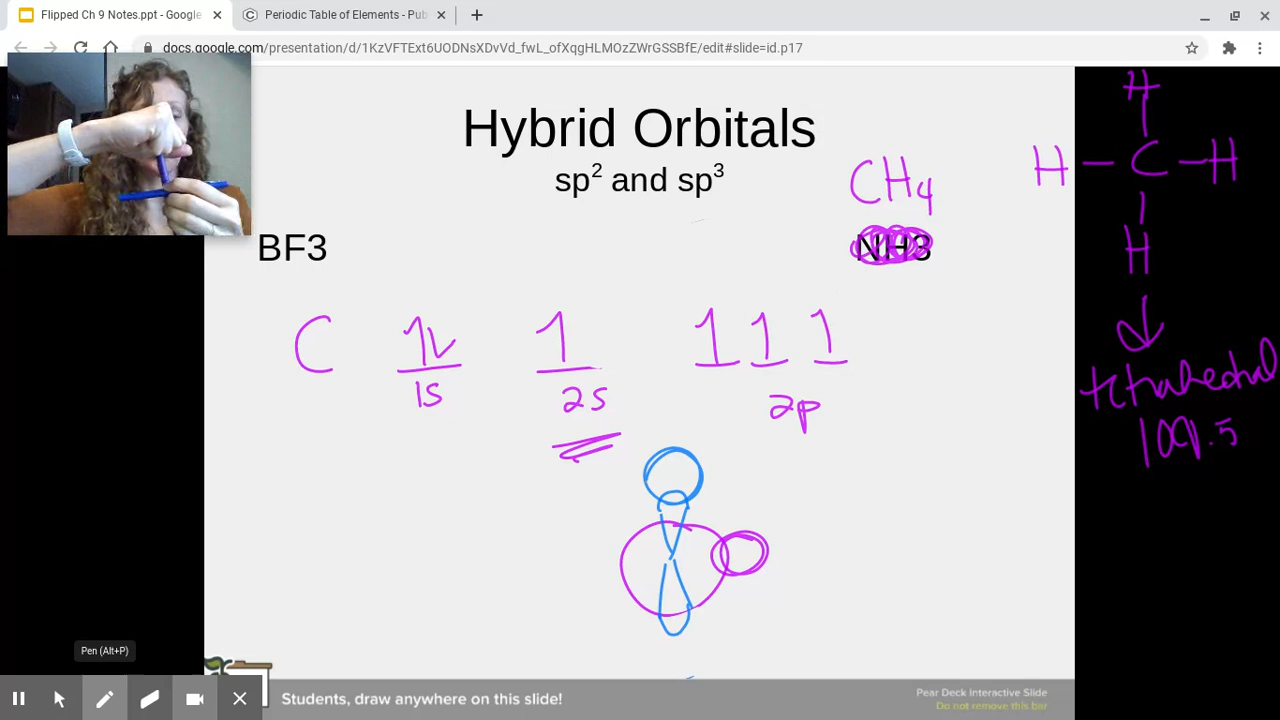 Flipped Ch 9 Notes.ppt - Google
Periodic Table of Elements - Pub
docs.google.com/presentation/d/1KzVFTExt6UODNsXDvVd_fwL_ofXqgHLMOzZWrGSSBfE/edit#slide=id.p17
Hybrid Orbitals
sp² and sp³
CH4
BF3
NH3
H
H – C – H
H
tetrahedral
109.5
C
1s
2s
2p
Pen (Alt+P)
Students, draw anywhere on this slide!
Pear Deck Interactive Slide
Do not remove this bar